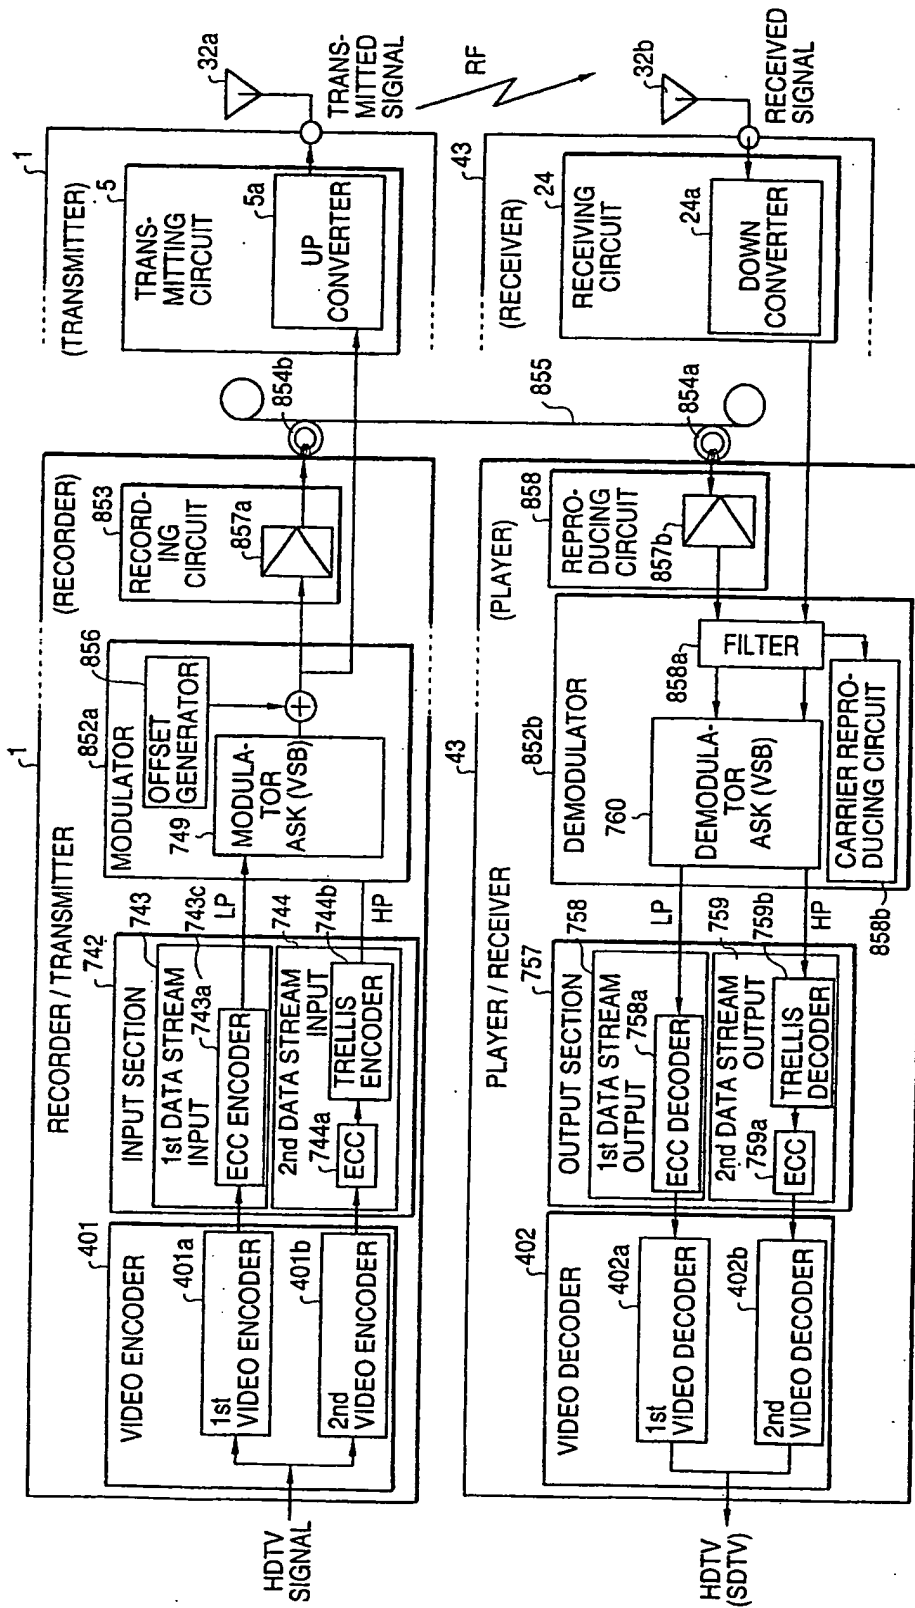 RECORDER / TRANSMITTER
1
HDTV
SIGNAL
401
VIDEO ENCODER
401a
1st
VIDEO ENCODER
401b
2nd
VIDEO ENCODER
742
INPUT SECTION
743
1st DATA STREAM
INPUT
743c
743a
ECC ENCODER
LP
744
2nd DATA STREAM
INPUT
744a
ECC
744b
TRELLIS
ENCODER
HP
852a
MODULATOR
856
OFFSET
GENERATOR
749
MODULA-
TOR
ASK (VSB)
(RECORDER)
853
RECORD-
ING
CIRCUIT
857a
854b
(TRANSMITTER)
1
5
TRANS-
MITTING
CIRCUIT
5a
UP
CONVERTER
32a
TRANS-
MITTED
SIGNAL
RF
855
PLAYER / RECEIVER
43
HDTV
(SDTV)
402
VIDEO DECODER
402a
1st
VIDEO DECODER
402b
2nd
VIDEO DECODER
757
OUTPUT SECTION
758
1st DATA STREAM
OUTPUT
758a
ECC DECODER
LP
759
2nd DATA STREAM
OUTPUT
759a
ECC
759b
TRELLIS
DECODER
HP
852b
DEMODULATOR
760
DEMODULA-
TOR
ASK (VSB)
858a
FILTER
CARRIER REPRO-
DUCING CIRCUIT
858b
(PLAYER)
858
REPRO-
DUCING
CIRCUIT
857b
854a
(RECEIVER)
43
24
RECEIVING
CIRCUIT
24a
DOWN
CONVERTER
32b
RECEIVED
SIGNAL